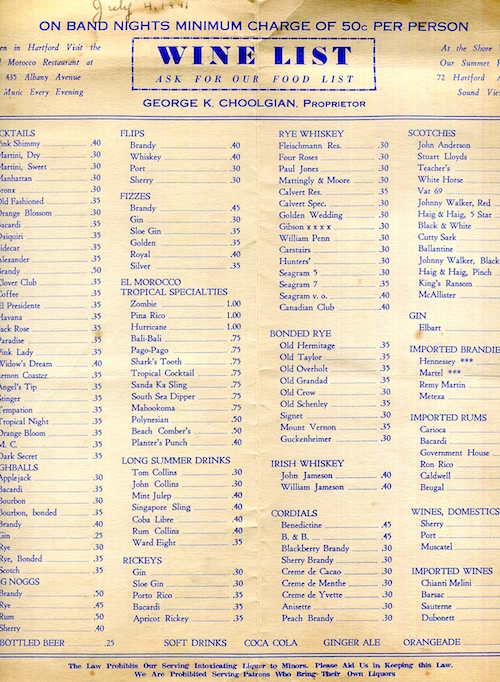 July 4, 1941
ON BAND NIGHTS MINIMUM CHARGE OF 50c PER PERSON
en in Hartford Visit the
Morocco Restaurant at
435 Albany Avenue
Music Every Evening
WINE LIST
ASK FOR OUR FOOD LIST
GEORGE K. CHOOLGIAN, PROPRIETOR
At the Shore
Our Summer
72 Hartford
Sound Vie
CKTAILS
Pink Shimmy .40
Martini, Dry .30
Martini, Sweet .30
Manhattan .30
Bronx .30
Old Fashioned .35
Orange Blossom .30
Bacardi .35
Daiquiri .35
Sidecar .35
Alexander .35
Brandy .50
Clover Club .35
Coffee .35
El Presidente .35
Havana .35
Jack Rose .35
Paradise .35
Pink Lady .35
Widow's Dream .40
Lemon Coaster .35
Angel's Tip .35
Stinger .35
Tempation .35
Tropical Night .35
Orange Bloom .35
M. C. .35
Dark Secret .35
GHBALLS
Applejack .30
Bacardi .35
Bourbon .30
Bourbon, bonded .35
Brandy .40
Gin .25
Rye .30
Rye, Bonded .35
Scotch .35
G NOGGS
Brandy .50
Rye .45
Rum .50
Sherry .40
FLIPS
Brandy .40
Whiskey .40
Port .30
Sherry .30
FIZZES
Brandy .45
Gin .30
Sloe Gin .35
Golden .35
Royal .40
Silver .35
EL MOROCCO
TROPICAL SPECIALTIES
Zombie 1.00
Pina Rico 1.00
Hurricane 1.00
Bali-Bali .75
Pago-Pago .75
Shark's Tooth .75
Tropical Cocktail .75
Sanda Ka Sling .75
South Sea Dipper .75
Mahookoma .75
Polynesian .50
Beach Comber's .50
Planter's Punch .40
LONG SUMMER DRINKS
Tom Collins .30
John Collins .30
Mint Julep .40
Singapore Sling .40
Coba Libre .40
Rum Collins .40
Ward Eight .35
RICKEYS
Gin .30
Sloe Gin .30
Porto Rico .35
Bacardi .35
Apricot Rickey .35
RYE WHISKEY
Fleischmann Res. .30
Four Roses .30
Paul Jones .30
Mattingly & Moore .30
Calvert Res. .35
Calvert Spec. .30
Golden Wedding .30
Gibson x x x x .30
William Penn .30
Carstairs .30
Hunters' .30
Seagram 5 .30
Seagram 7 .35
Seagram v. o. .40
Canadian Club .40
BONDED RYE
Old Hermitage .35
Old Taylor .35
Old Overholt .35
Old Grandad .35
Old Crow .30
Old Schenley .35
Signet .30
Mount Vernon .35
Guckenheimer .30
IRISH WHISKEY
John Jameson .40
William Jameson .40
CORDIALS
Benedictine .45
B. & B. .45
Blackberry Brandy .30
Sherry Brandy .30
Creme de Cacao .30
Creme de Menthe .30
Creme de Yvette .30
Anisette .30
Peach Brandy .30
SCOTCHES
John Anderson
Stuart Lloyds
Teacher's
White Horse
Vat 69
Johnny Walker, Red
Haig & Haig, 5 Star
Black & White
Cutty Sark
Ballantine
Johnny Walker, Black
Haig & Haig, Pinch
King's Ransom
McAllister
GIN
Elbart
IMPORTED BRANDIE
Hennessey ***
Martel ***
Remy Martin
Metexa
IMPORTED RUMS
Carioca
Bacardi
Government House
Ron Rico
Caldwell
Brugal
WINES, DOMESTICS
Sherry
Port
Muscatel
IMPORTED WINES
Chianti Melini
Barsac
Sauterne
Dubonett
BOTTLED BEER .25 SOFT DRINKS COCA COLA GINGER ALE ORANGEADE
The Law Prohibits Our Serving Intoxicating Liquor to Minors. Please Aid Us in Keeping this Law.
We Are Prohibited Serving Patrons Who Bring Their Own Liquors